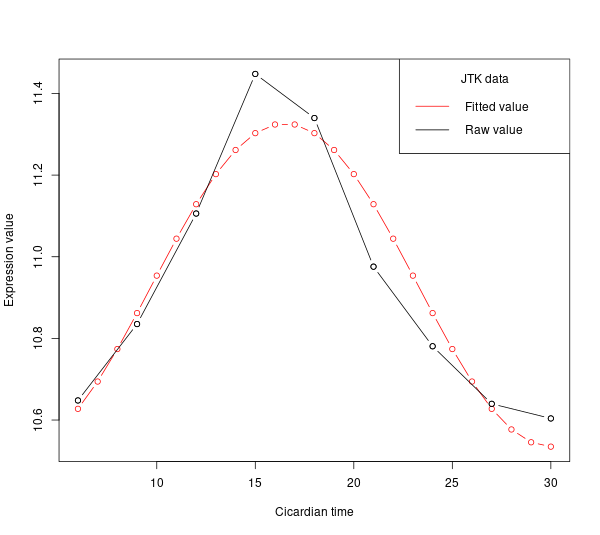 JTK data
Fitted value
Raw value
Expression value
11.4
11.2
11.0
10.8
10.6
10
15
20
25
30
Cicardian time